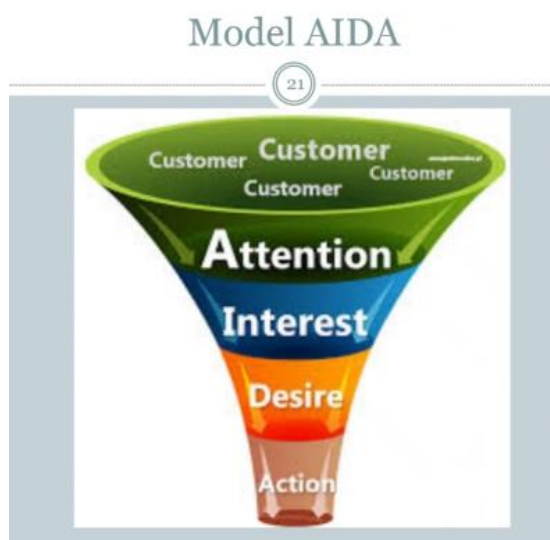 Model AIDA
21
Customer Customer
Customer Customer
Attention
Interest
Desire
Action